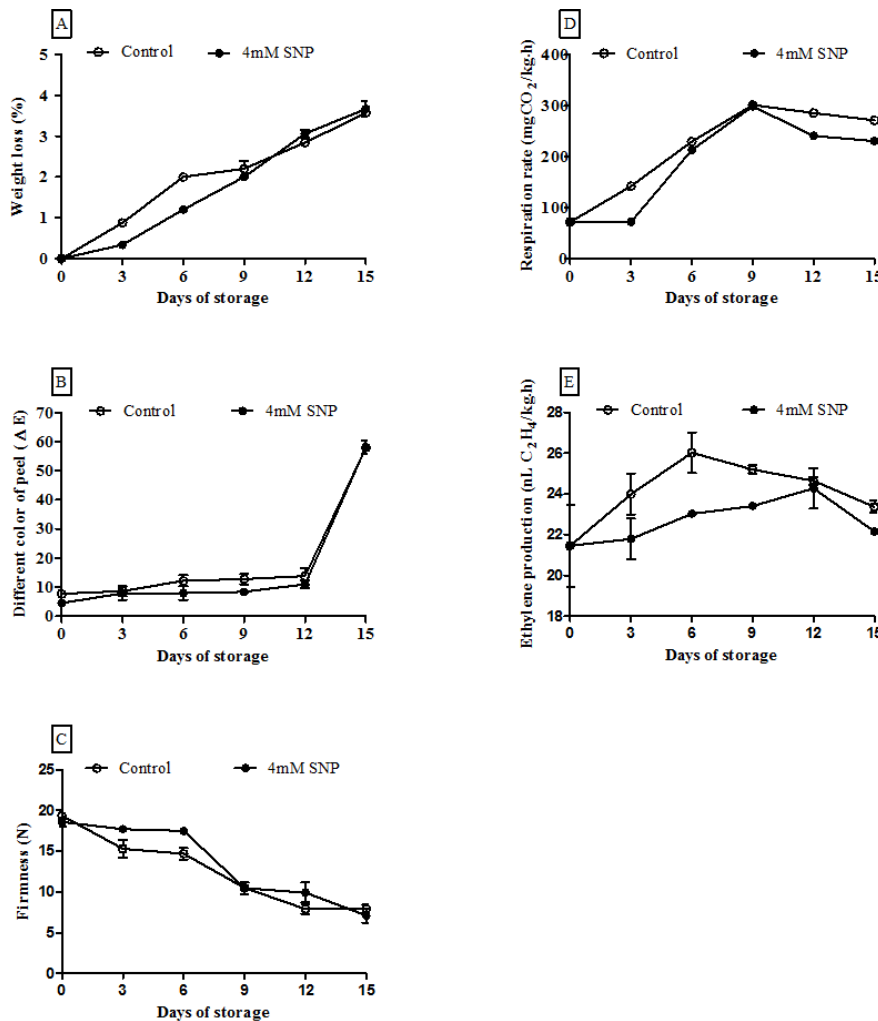 A
Control 4mM SNP
Weight loss (%)
5
4
3
2
1
0
0 3 6 9 12 15
Days of storage
B
Control 4mM SNP
Different color of peel (ΔE)
70
60
50
40
30
20
10
0
0 3 6 9 12 15
Days of storage
C
Control 4mM SNP
Firmness (N)
25
20
15
10
5
0
0 3 6 9 12 15
Days of storage
D
Control 4mM SNP
Respiration rate (mgCO2/kg·h)
400
300
200
100
0
0 3 6 9 12 15
Days of storage
E
Control 4mM SNP
Ethylene production (nL C2H4/kg·h)
28
26
24
22
20
18
0 3 6 9 12 15
Days of storage